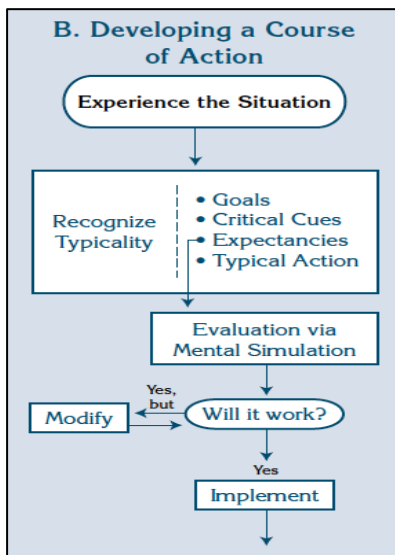 B. Developing a Course
of Action
Experience the Situation
Recognize
Typicality
• Goals
• Critical Cues
• Expectancies
• Typical Action
Evaluation via
Mental Simulation
Yes,
but
Modify
Will it work?
Yes
Implement